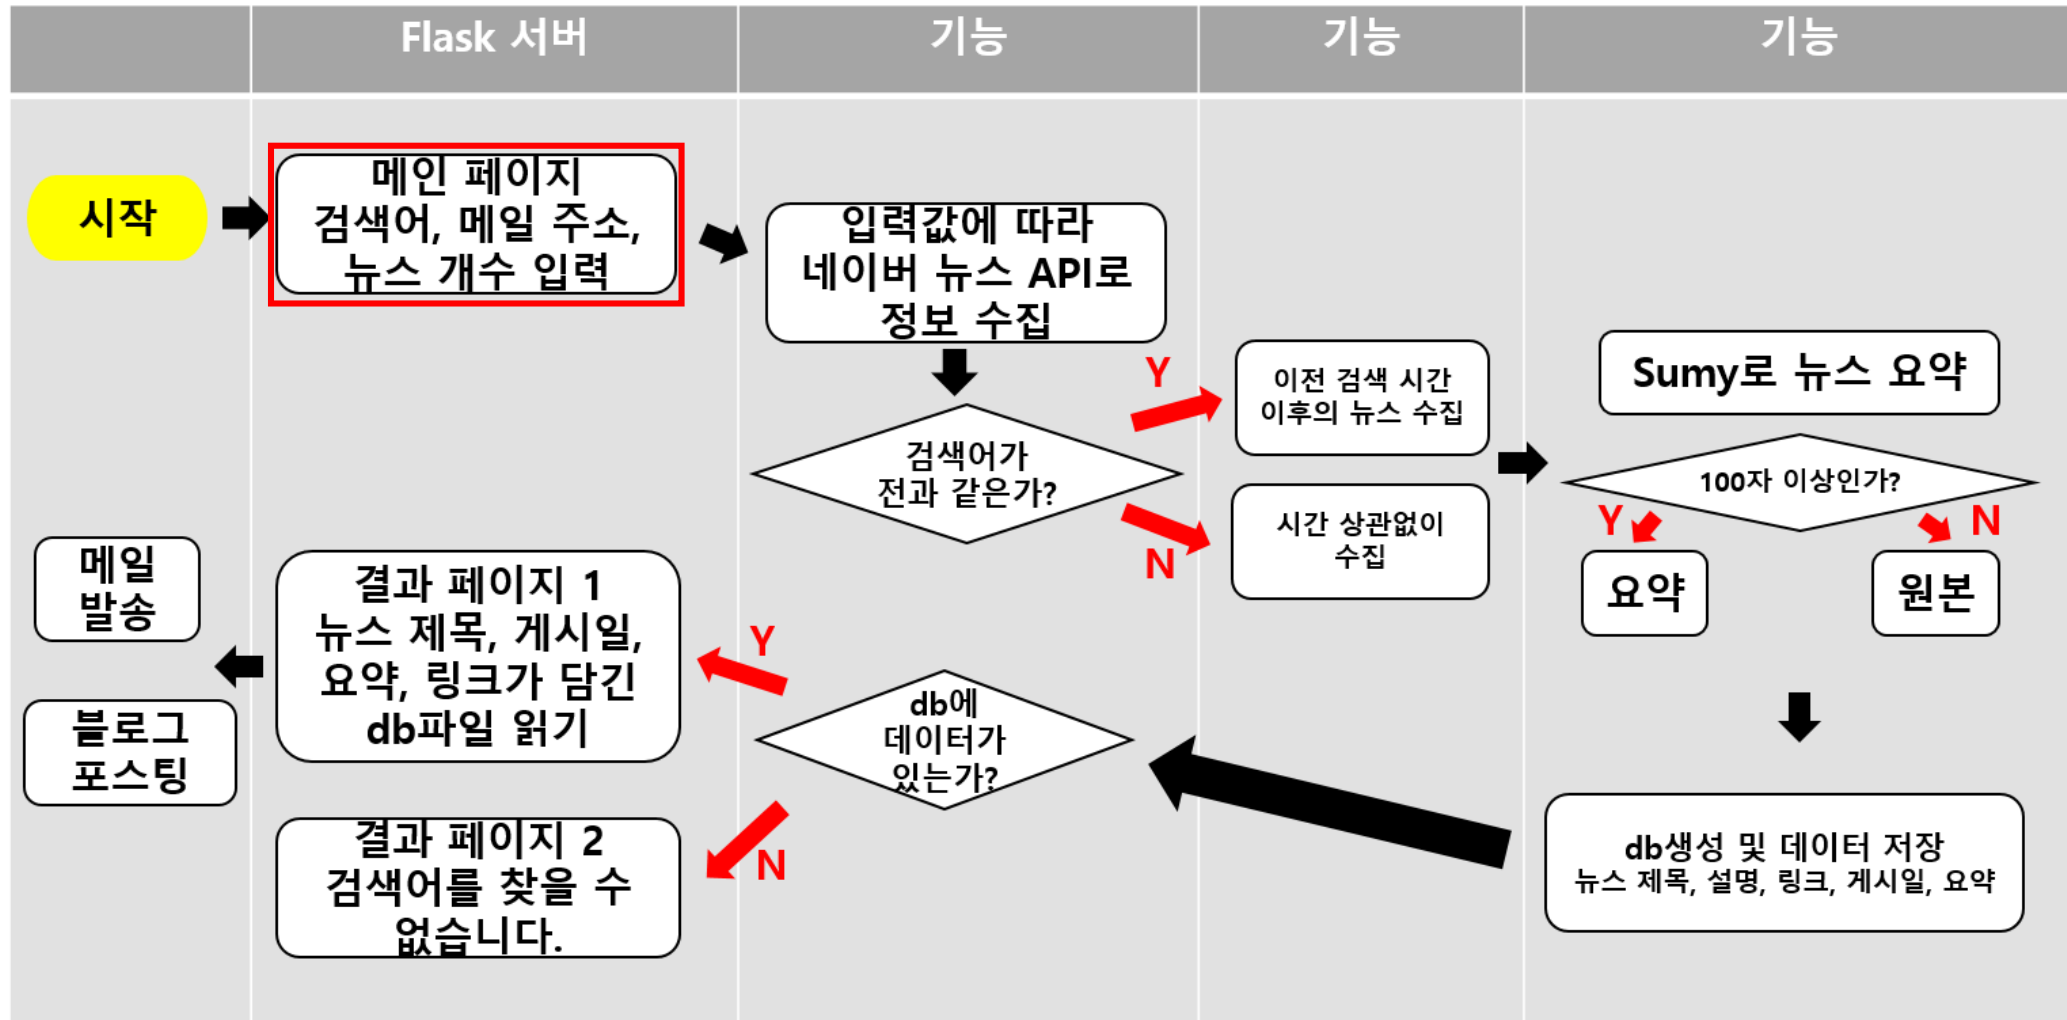 Flask 서버
기능
기능
기능
시작
메인 페이지
검색어, 메일 주소,
뉴스 개수 입력
입력값에 따라
네이버 뉴스 API로
정보 수집
검색어가
전과 같은가?
Y
이전 검색 시간
이후의 뉴스 수집
N
시간 상관없이
수집
Sumy로 뉴스 요약
100자 이상인가?
Y
요약
N
원본
db생성 및 데이터 저장
뉴스 제목, 설명, 링크, 게시일, 요약
db에
데이터가
있는가?
Y
결과 페이지 1
뉴스 제목, 게시일,
요약, 링크가 담긴
db파일 읽기
N
결과 페이지 2
검색어를 찾을 수
없습니다.
메일
발송
블로그
포스팅